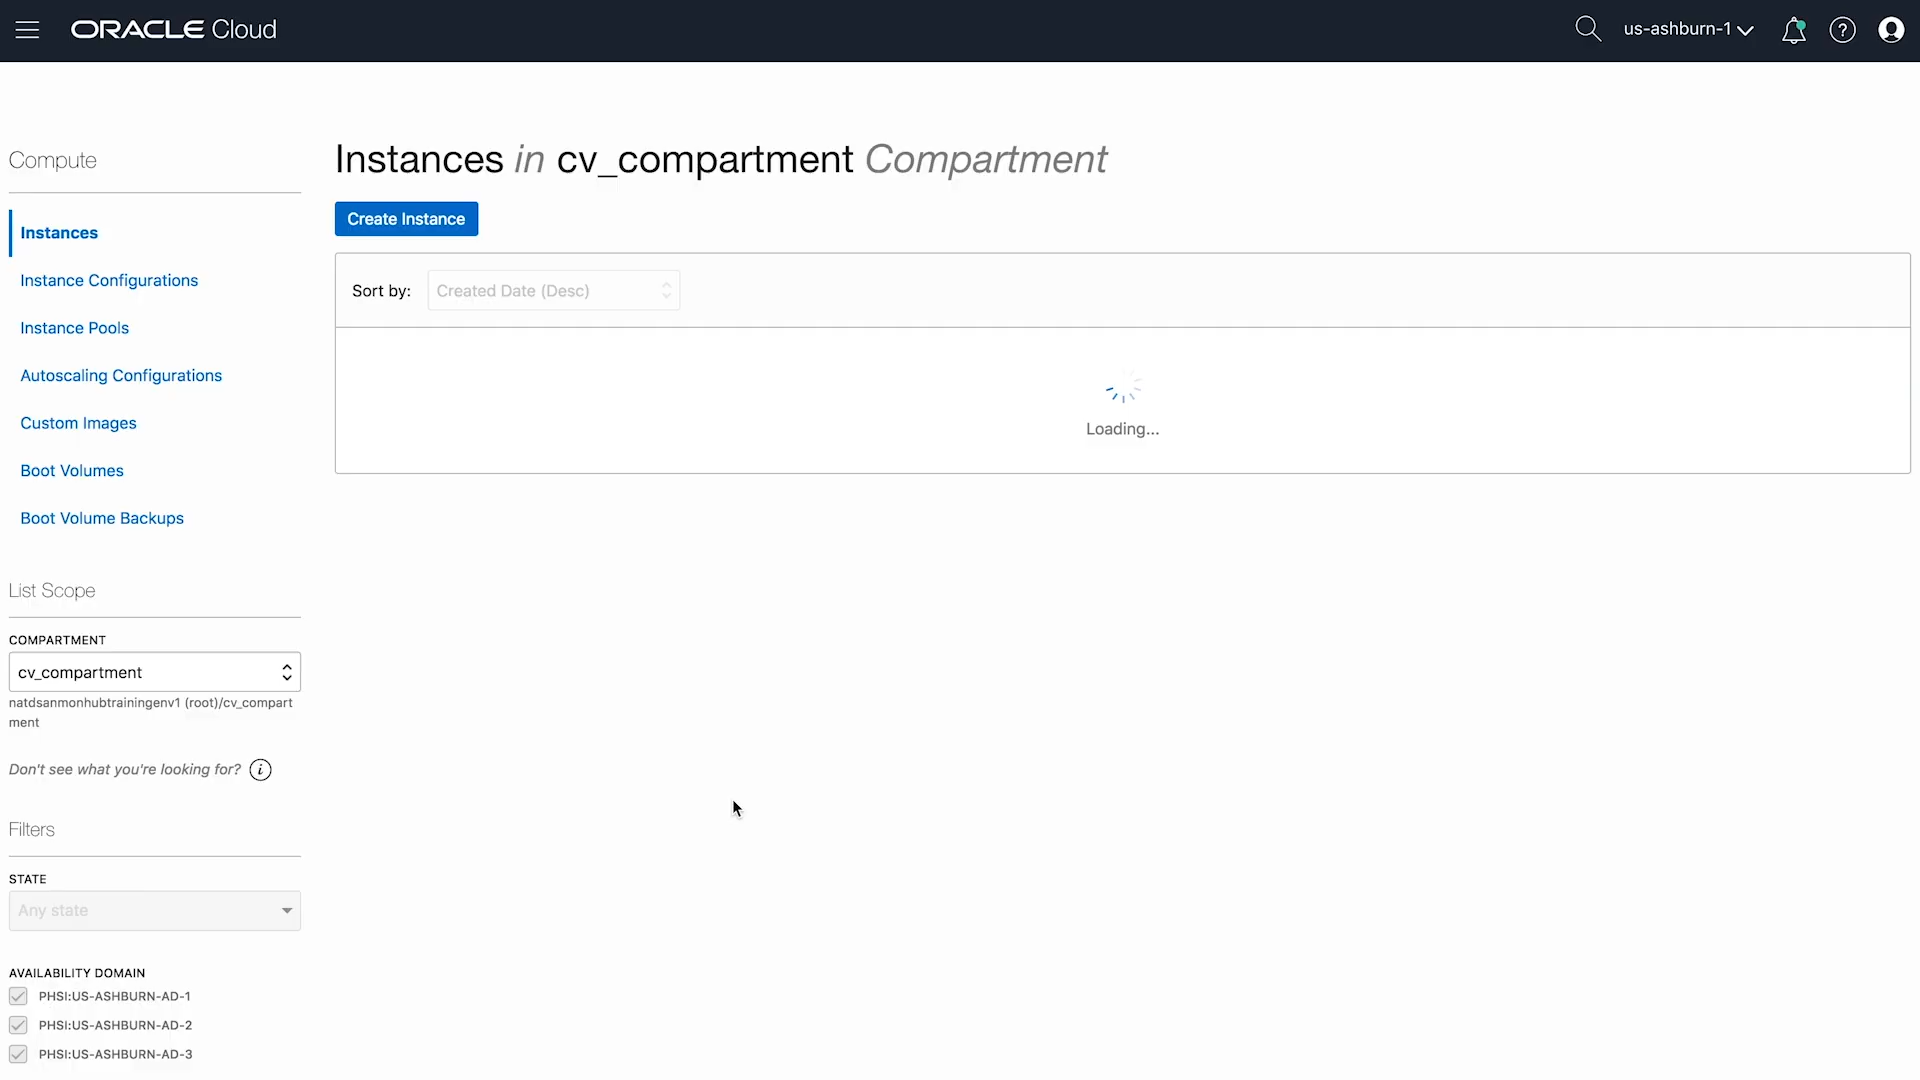 ORACLE Cloud
us-ashburn-1
Compute
Instances
Instance Configurations
Instance Pools
Autoscaling Configurations
Custom Images
Boot Volumes
Boot Volume Backups
List Scope
COMPARTMENT
cv_compartment
natdsanmonhubtrainingenv1 (root)/cv_compart
ment
Don't see what you're looking for?
Filters
STATE
Any state
AVAILABILITY DOMAIN
PHSI:US-ASHBURN-AD-1
PHSI:US-ASHBURN-AD-2
PHSI:US-ASHBURN-AD-3
Instances in cv_compartment Compartment
Create Instance
Sort by: Created Date (Desc)
Loading...